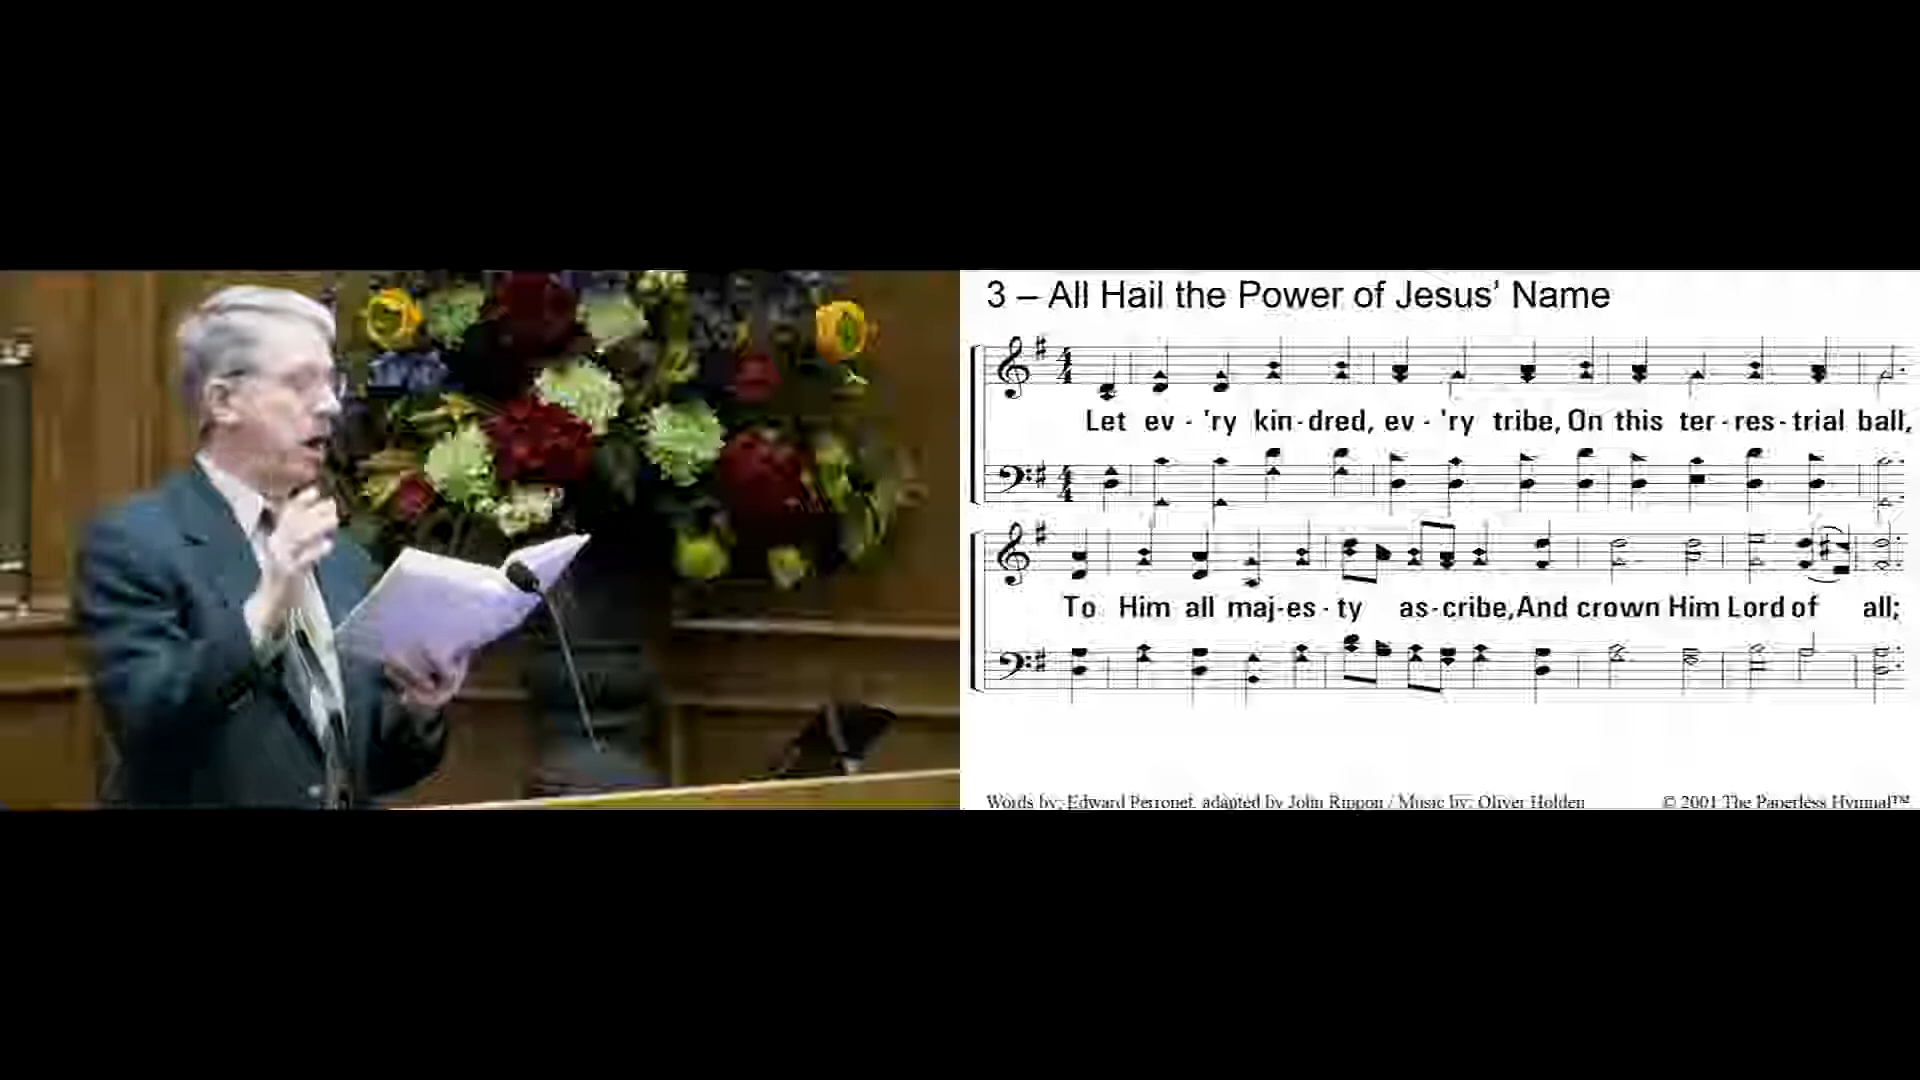 3 – All Hail the Power of Jesus’ Name
Let ev - 'ry kin - dred, ev - 'ry tribe, On this ter - res - trial ball,
To Him all maj - es - ty as - cribe, And crown Him Lord of all;
Words by: Edward Perronet, adapted by John Rippon / Music by: Oliver Holden
© 2001 The Paperless Hymnal™